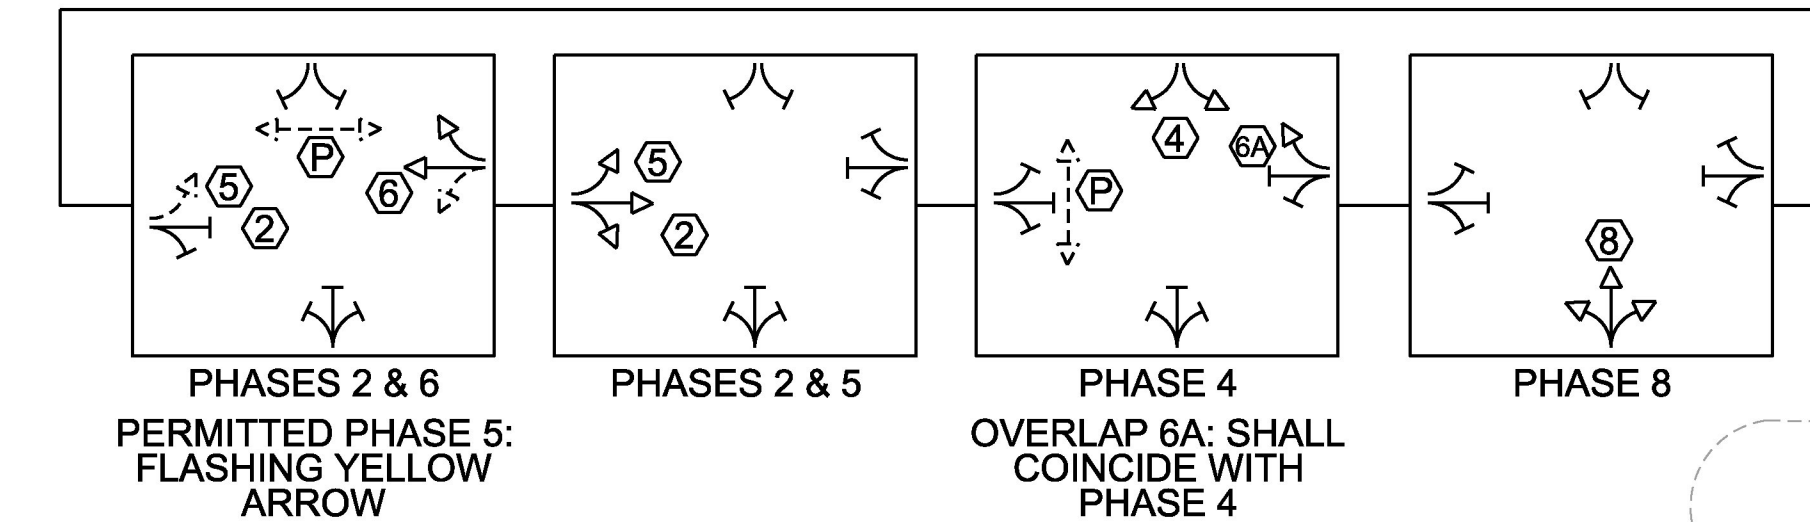 P
5
6
2
PHASES 2 & 6
PERMITTED PHASE 5:
FLASHING YELLOW
ARROW
5
2
PHASES 2 & 5
4
6A
P
PHASE 4
OVERLAP 6A: SHALL
COINCIDE WITH
PHASE 4
8
PHASE 8